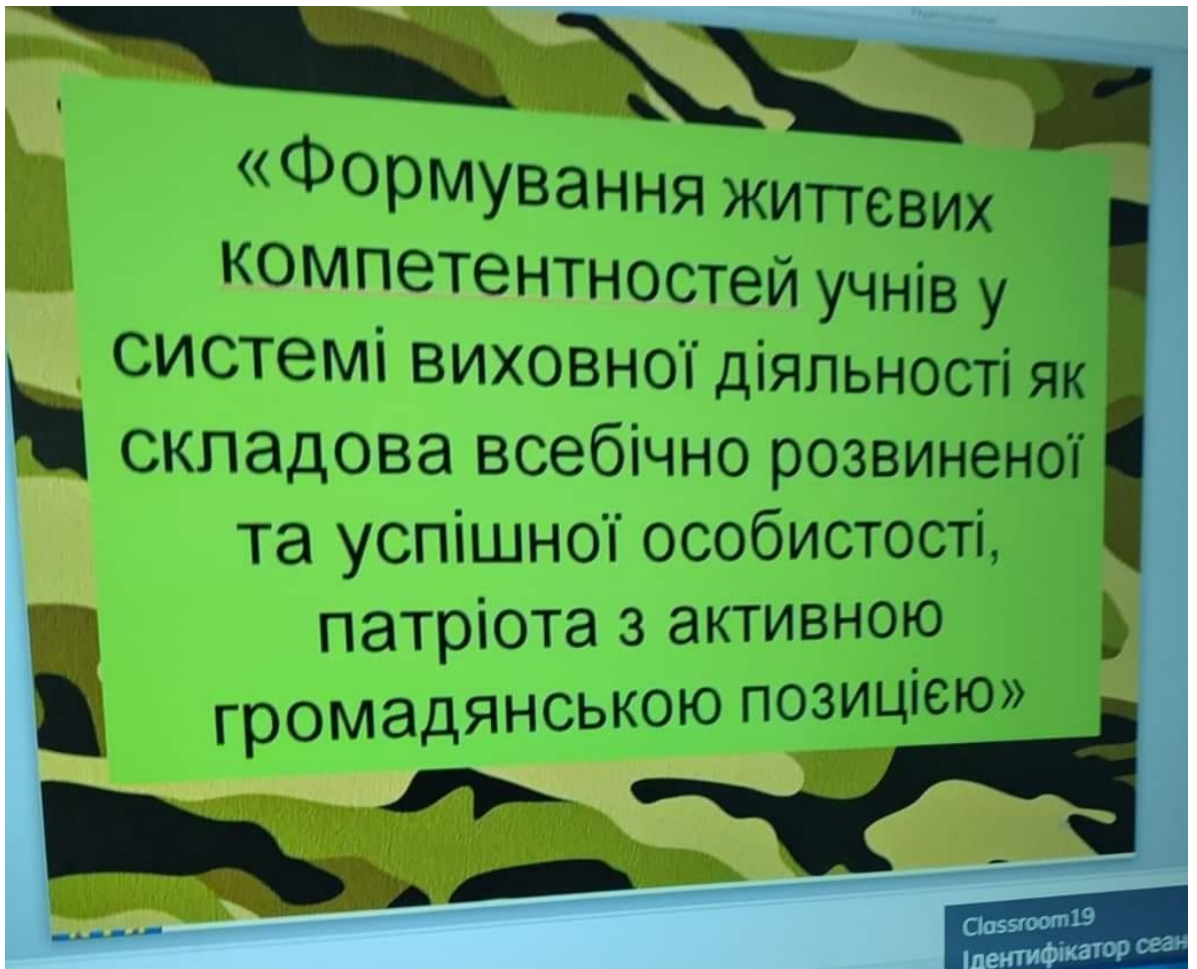 «Формування життєвих
компетентностей учнів у
системі виховної діяльності як
складова всебічно розвиненої
та успішної особистості,
патріота з активною
громадянською позицією»
Classroom19
Ідентифікатор